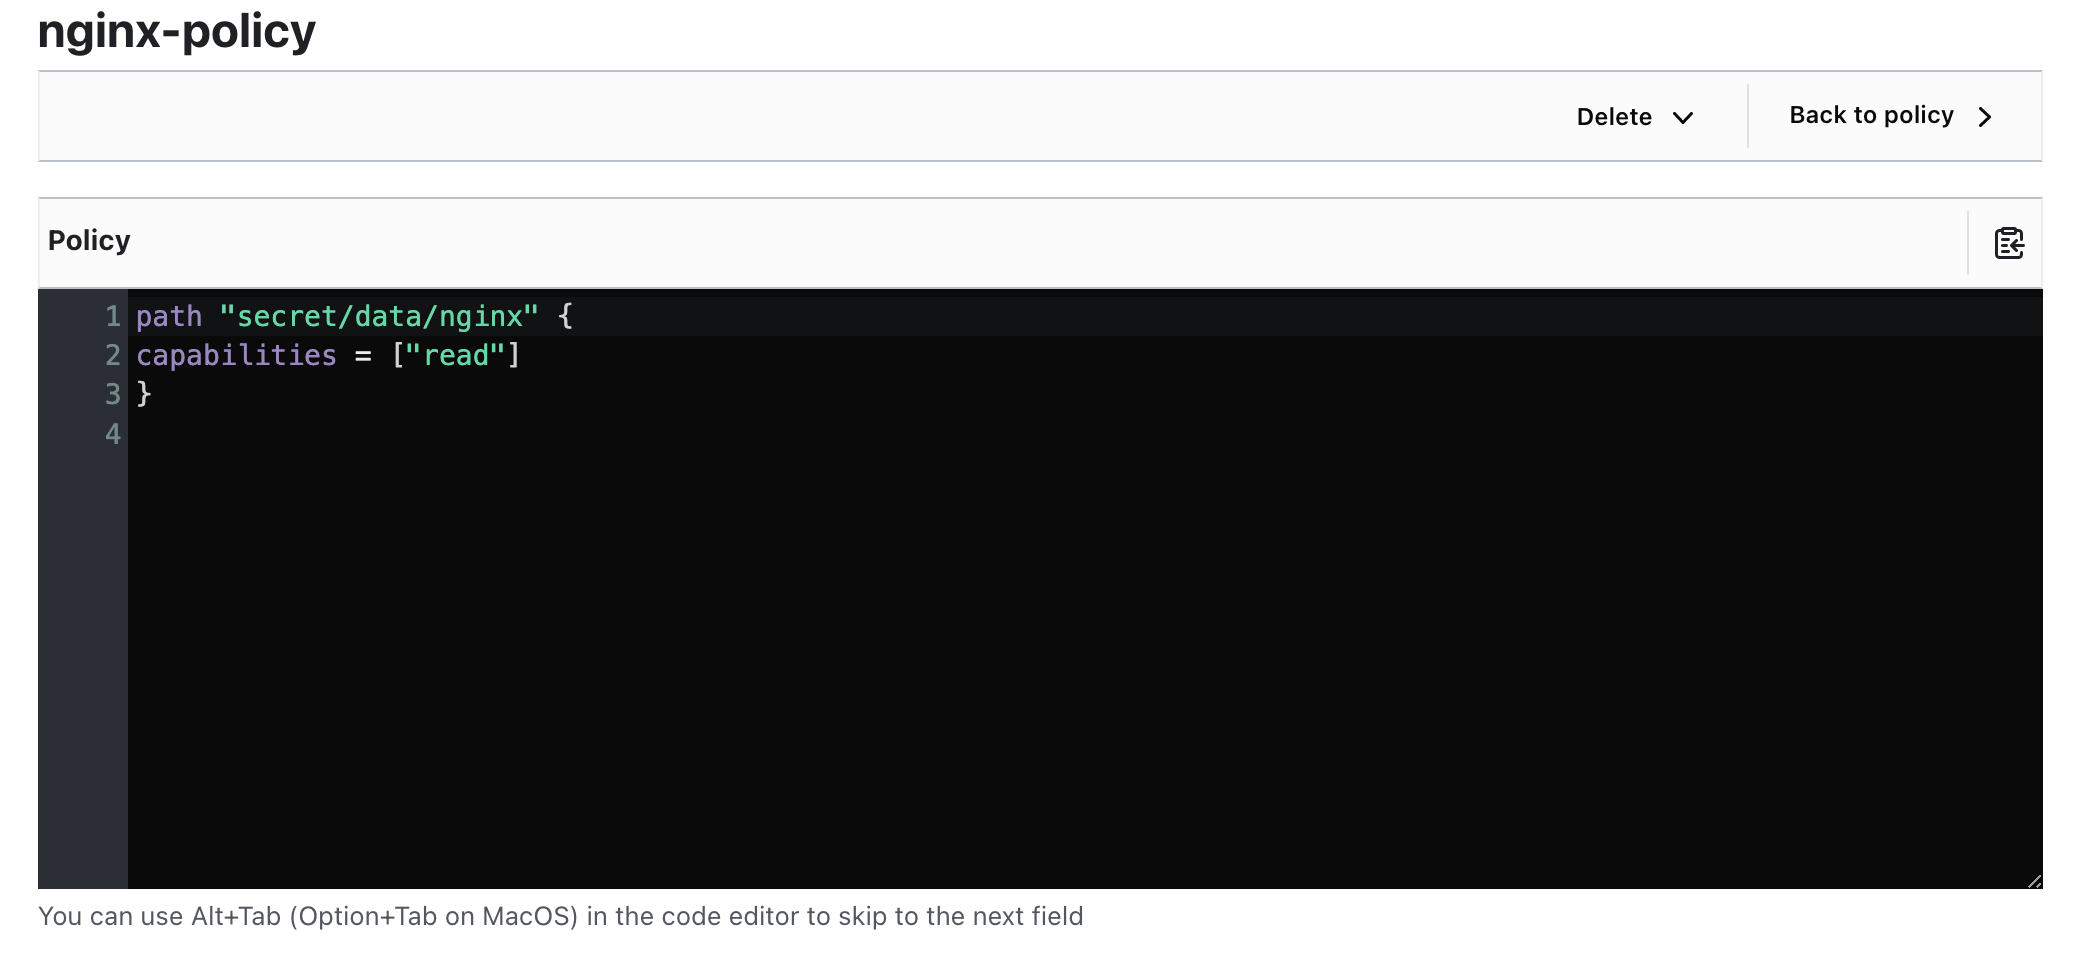 nginx-policy
Delete
Back to policy
Policy
1 path "secret/data/nginx" {
2 capabilities = ["read"]
3 }
4
You can use Alt+Tab (Option+Tab on MacOS) in the code editor to skip to the next field